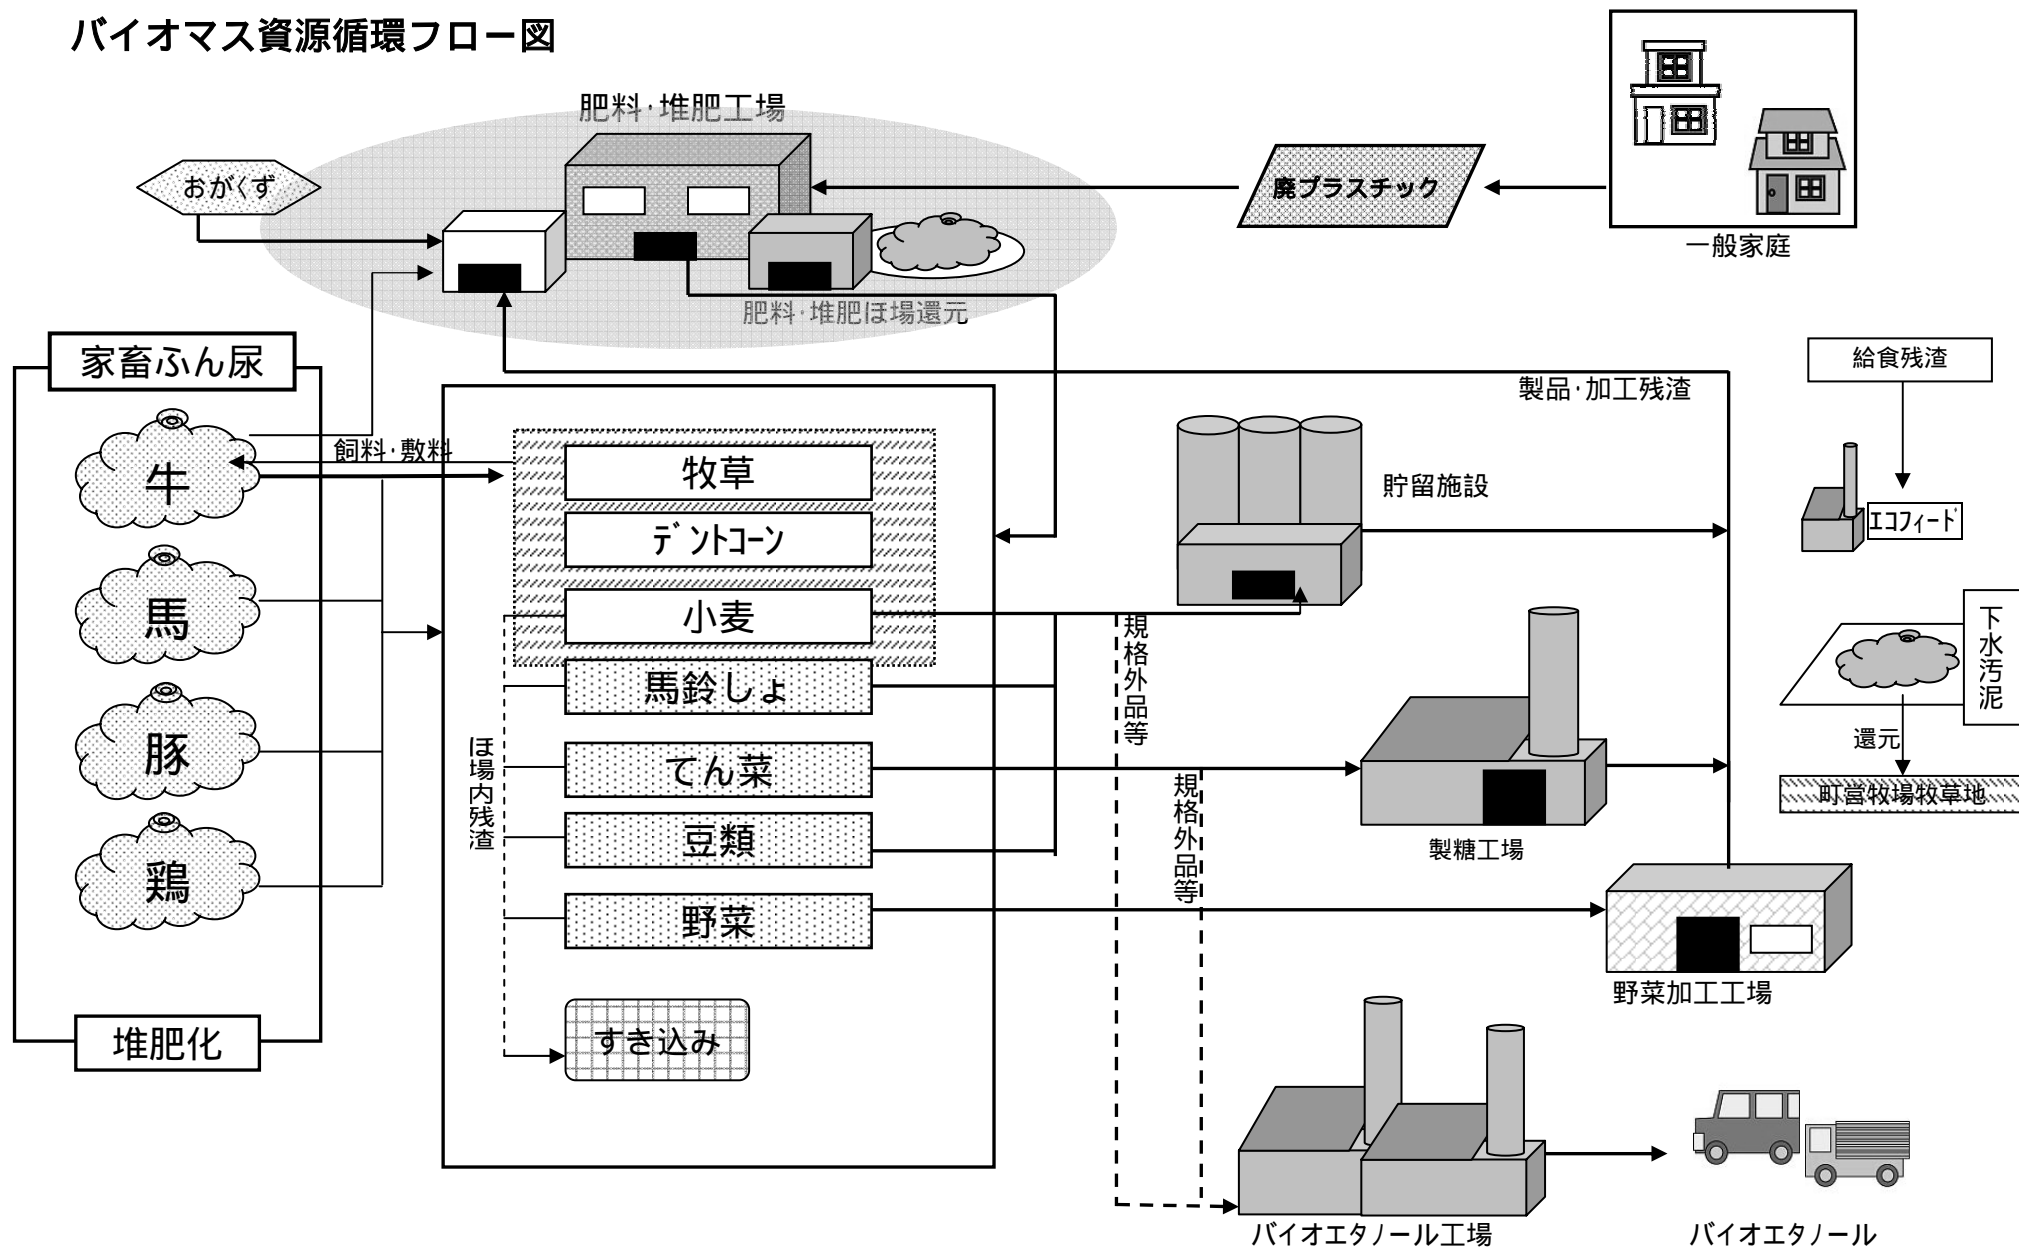 バイオマス資源循環フロー図
肥料・堆肥工場
おがくず
廃プラスチック
一般家庭
肥料・堆肥ほ場還元
家畜ふん尿
製品・加工残渣
給食残渣
飼料・敷料
牛
牧草
貯留施設
デントコーン
エコフィード
馬
小麦
規格外品等
下水汚泥
馬鈴しょ
還元
豚
ほ場内残渣
てん菜
規格外品等
町営牧場牧草地
豆類
製糖工場
鶏
野菜
野菜加工工場
堆肥化
すき込み
バイオエタノール工場
バイオエタノール